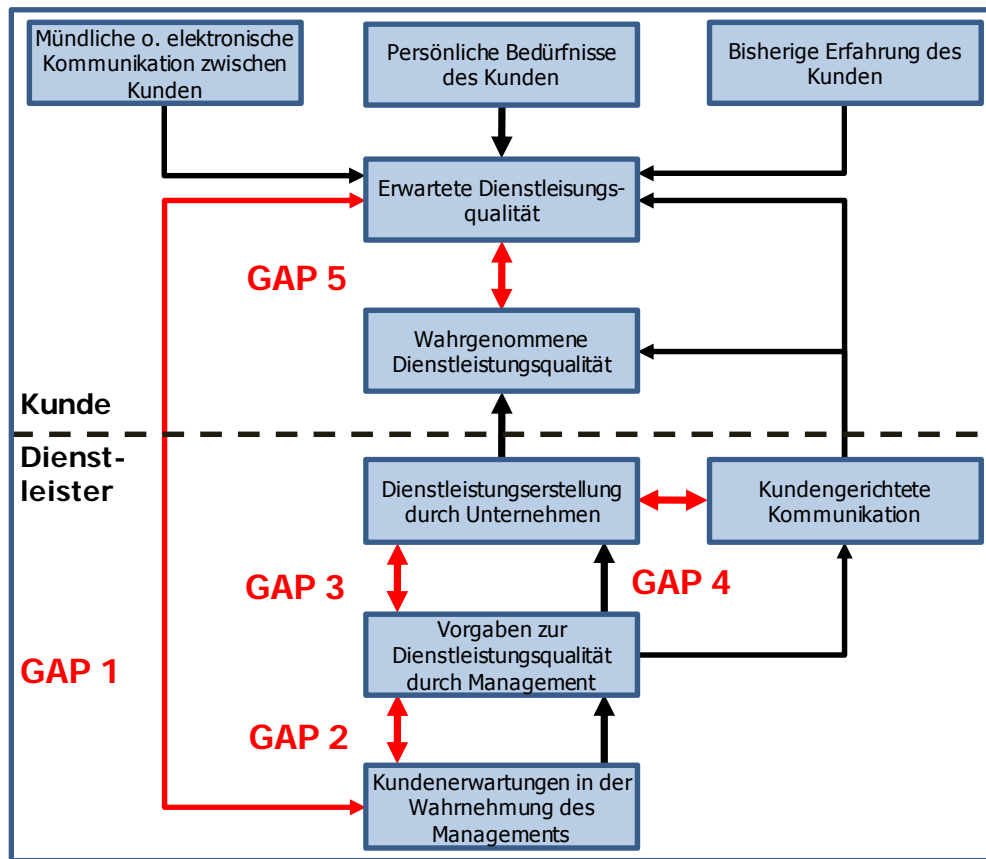 Mündliche o. elektronische
Kommunikation zwischen
Kunden
Persönliche Bedürfnisse
des Kunden
Bisherige Erfahrung des
Kunden
Erwartete Dienstleisungs-
qualität
GAP 5
Wahrgenommene
Dienstleistungsqualität
Kunde
Dienst-
leister
Dienstleistungserstellung
durch Unternehmen
Kundengerichtete
Kommunikation
GAP 3
GAP 4
Vorgaben zur
Dienstleistungsqualität
durch Management
GAP 1
GAP 2
Kundenerwartungen in der
Wahrnehmung des
Managements